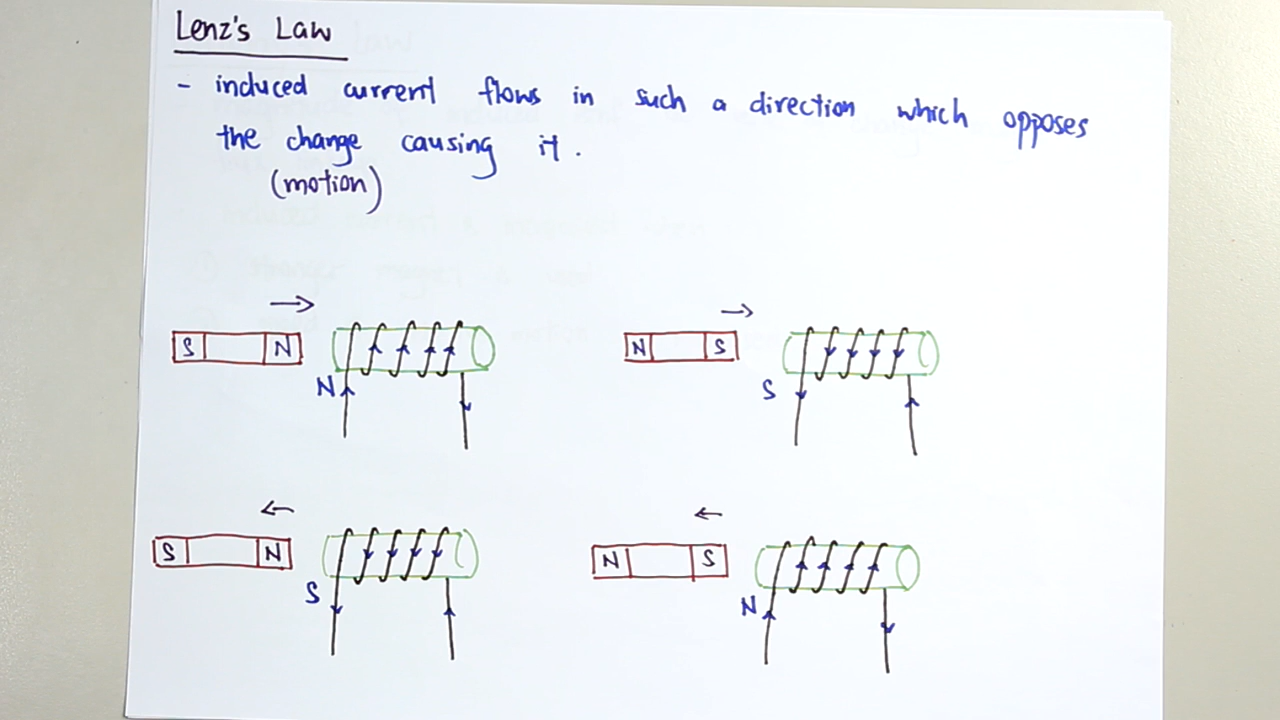 Lenz's Law
- induced current flows in such a direction which opposes
the change causing it.
(motion)
S N
N
N S
S
S N
S
N S
N